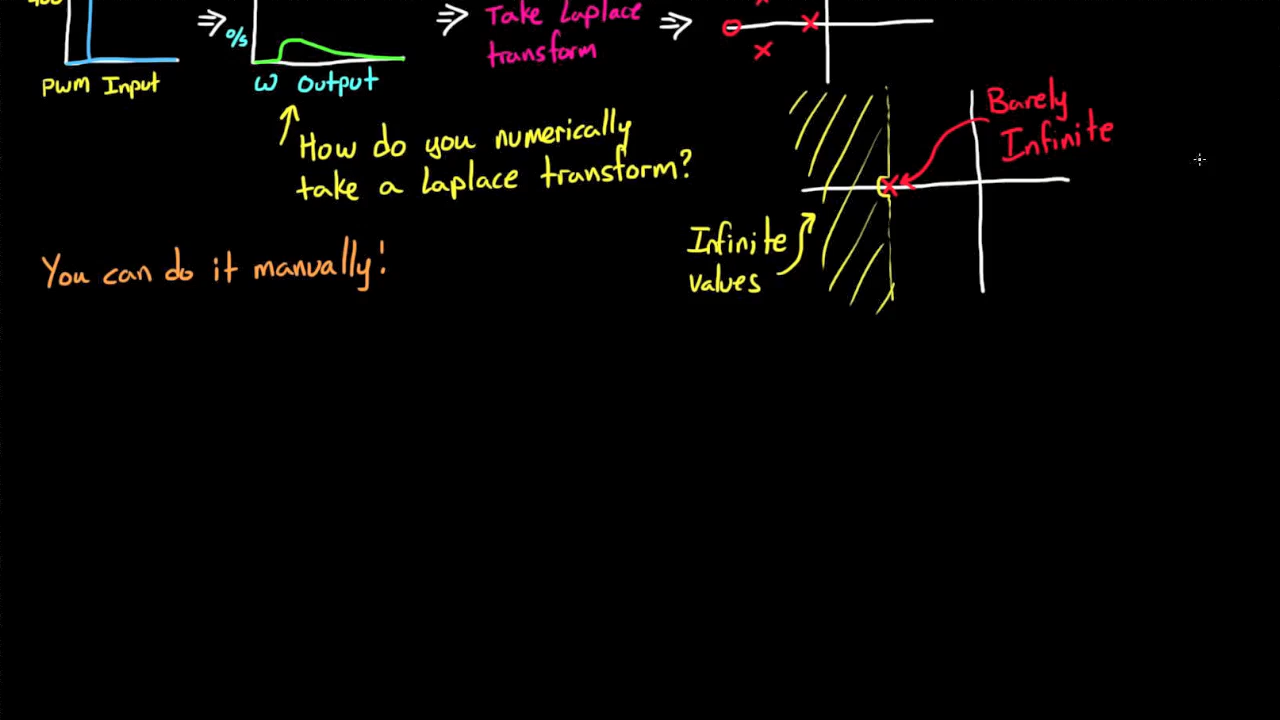 Take Laplace
transform
⇒
⇒
⇒
%
PWM Input
ω Output
How do you numerically
take a Laplace transform?
Barely
Infinite
Infinite
values
You can do it manually!